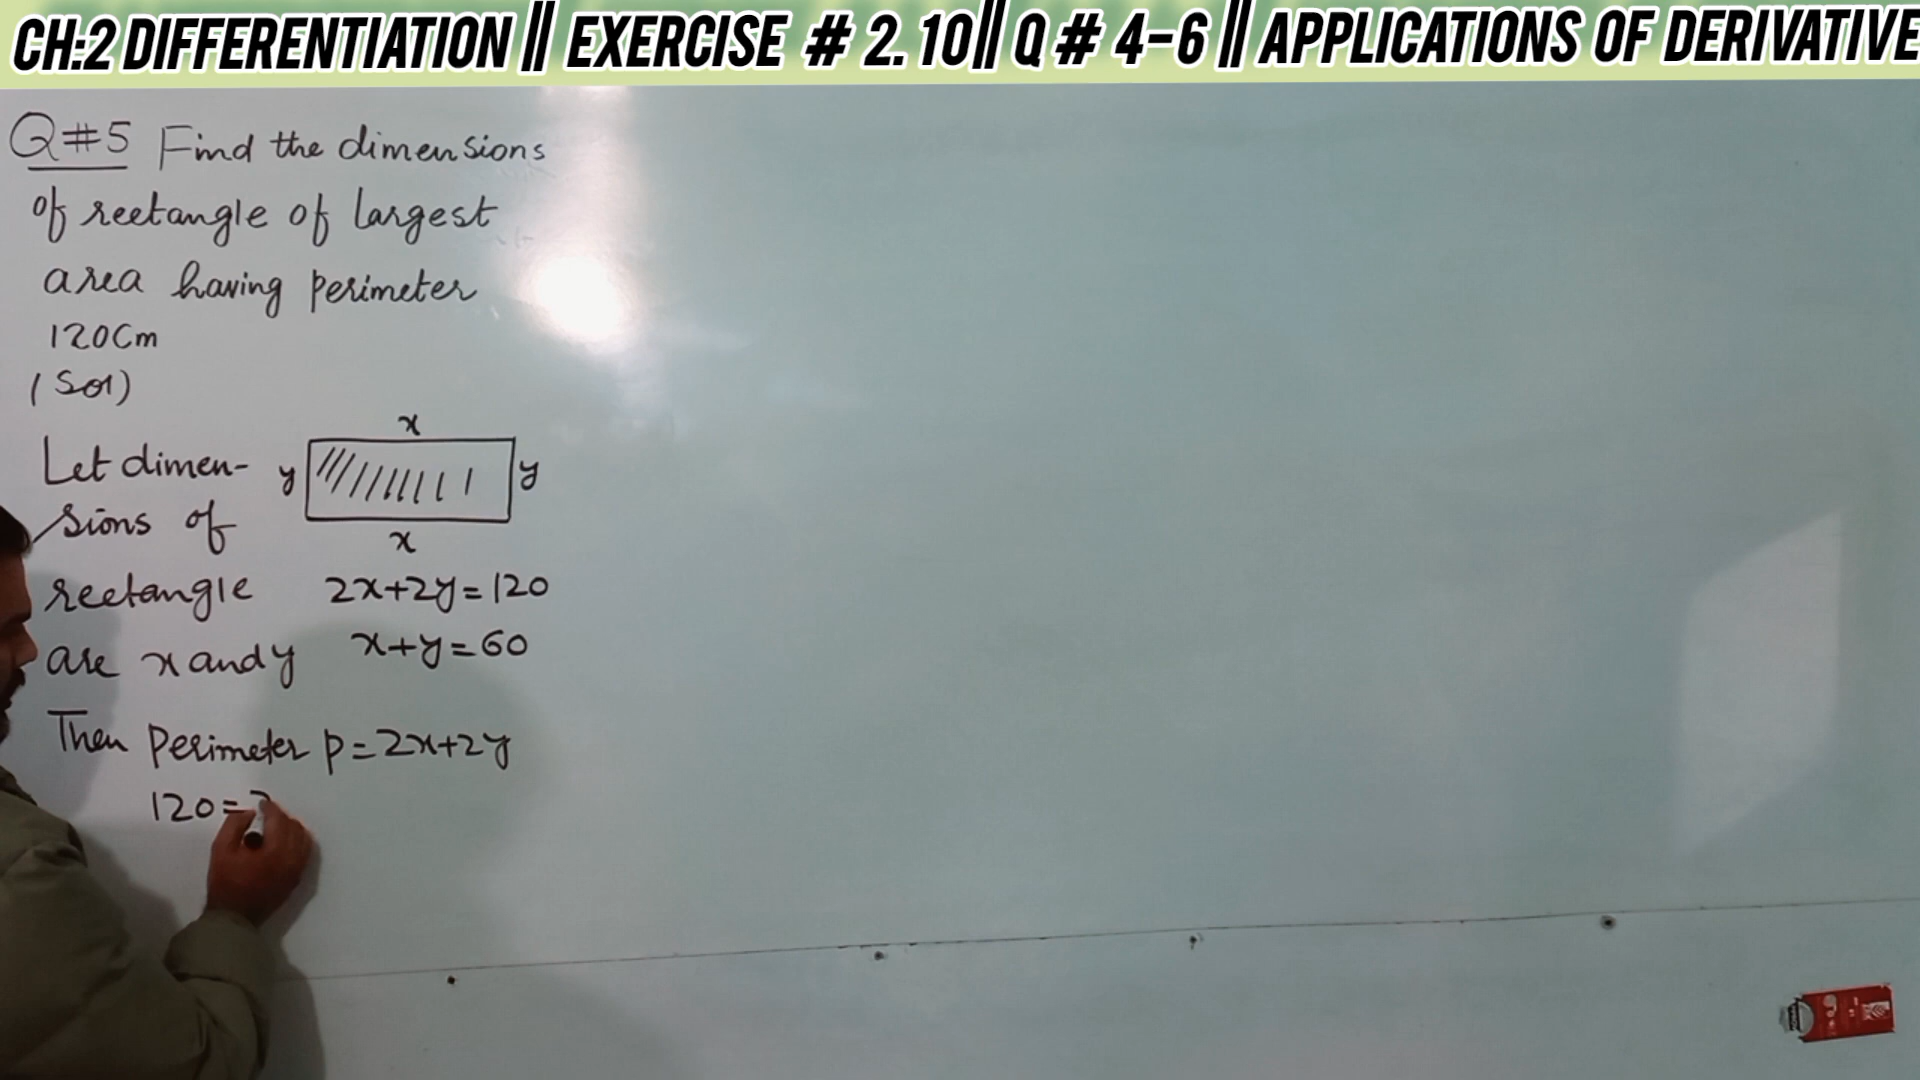 CH:2 DIFFERENTIATION || EXERCISE # 2.10|| Q # 4-6 || APPLICATIONS OF DERIVATIVE
Q#5 Find the dimensions
of rectangle of largest
area having perimeter
120Cm
(Sol)
x
Let dimen- y y
sions of
x
rectangle 2x+2y=120
are x and y x+y=60
Then Perimeter p=2x+2y
120=2